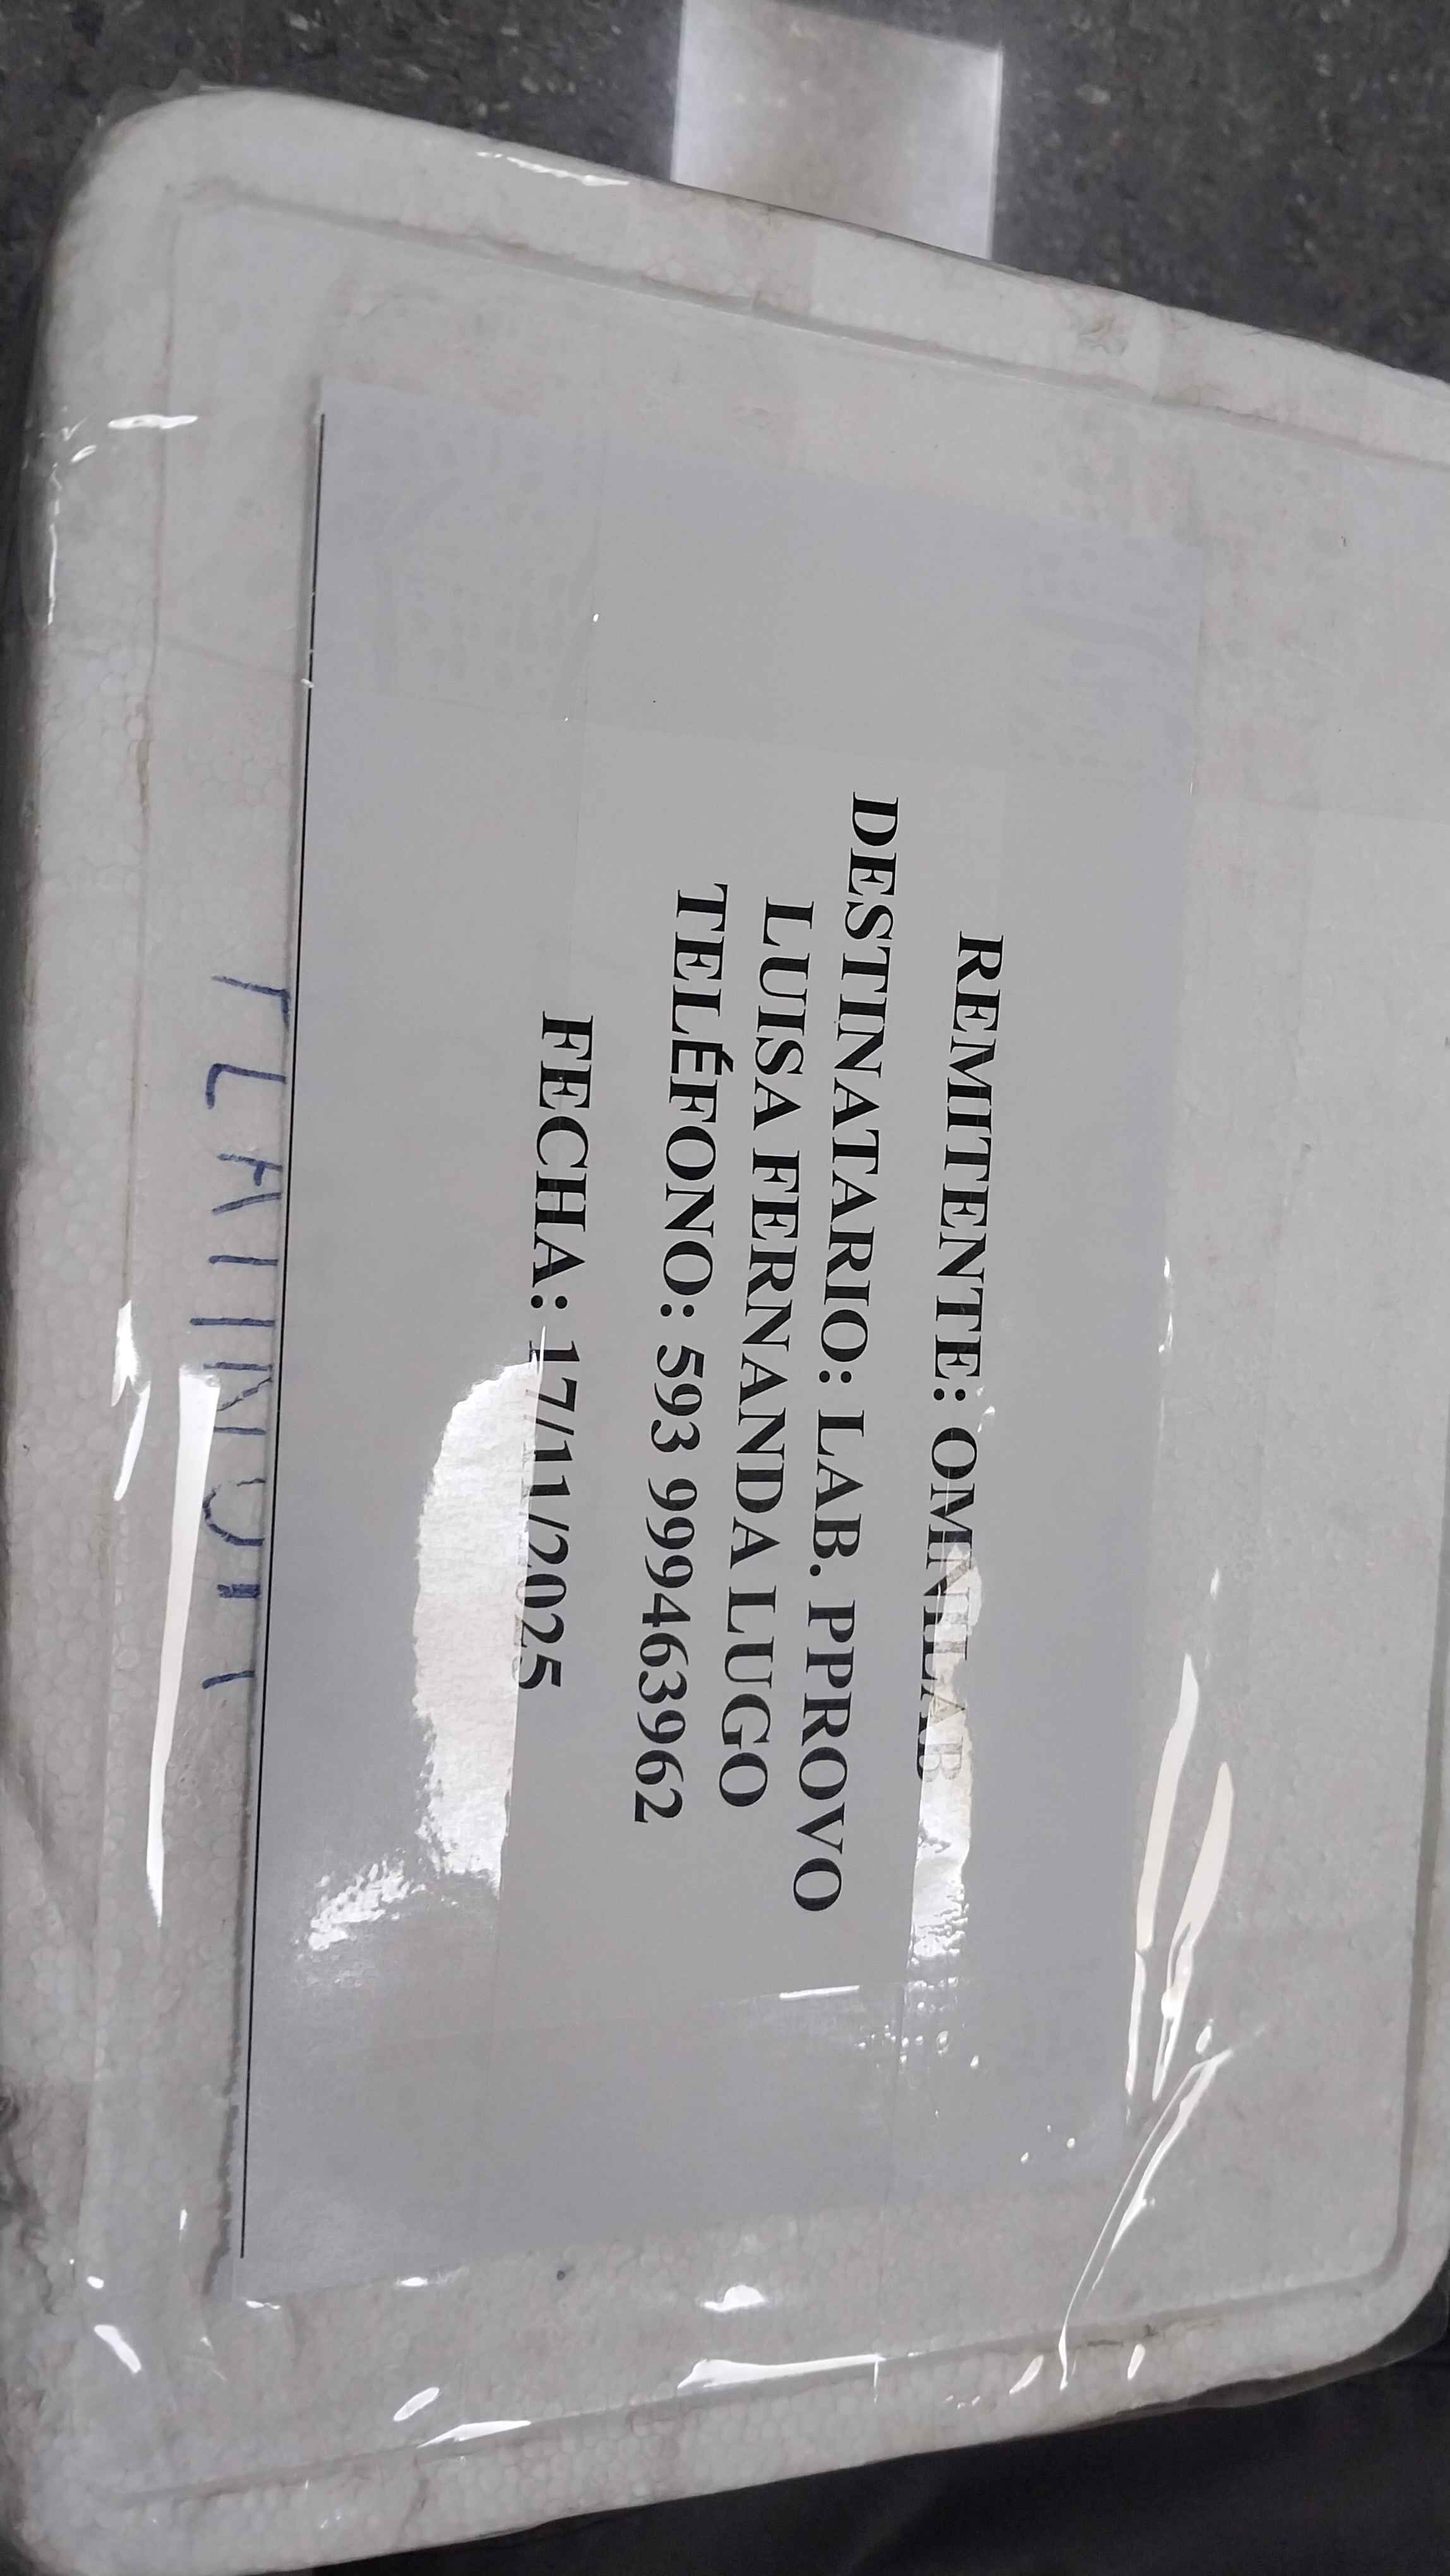 REMITENTE: OMNILAB
DESTINATARIO: LAB. PPROVO
LUISA FERNANDA LUGO
TELÉFONO: 593 999463962
FECHA: 17/11/2025